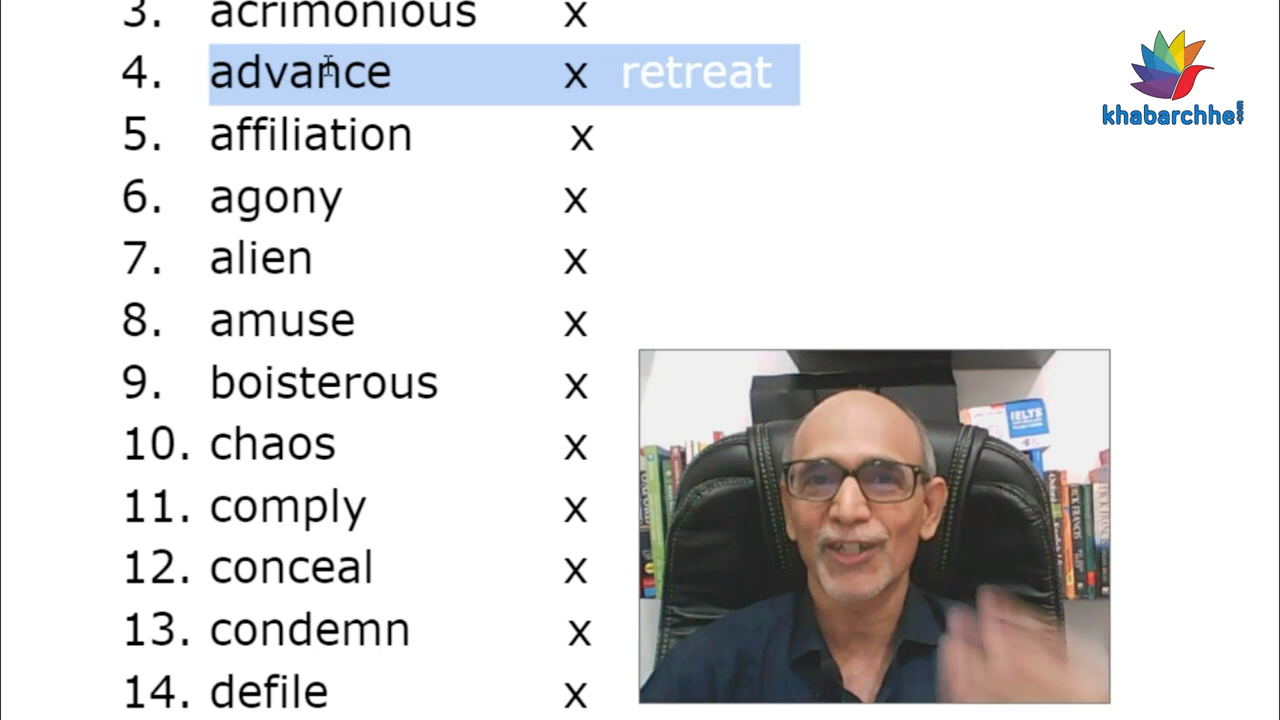 3. acrimonious x
4. advance x retreat
5. affiliation x
6. agony x
7. alien x
8. amuse x
9. boisterous x
10. chaos x
11. comply x
12. conceal x
13. condemn x
14. defile x
khabarchhe
IELTS